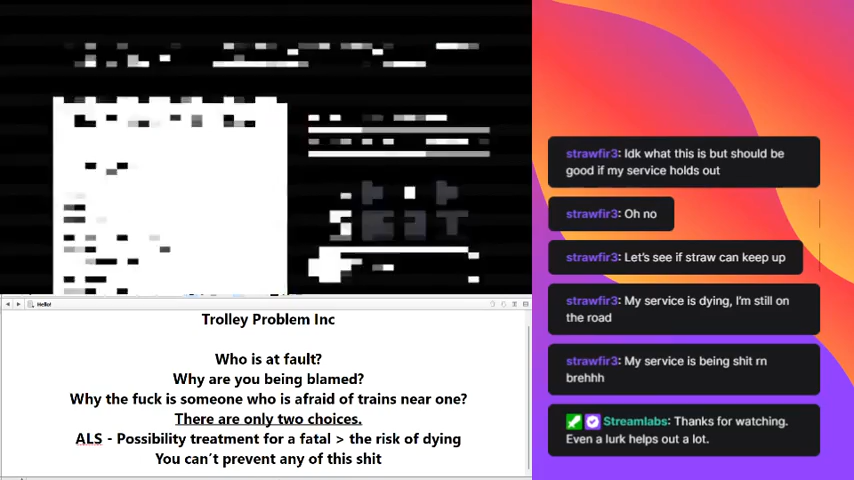 Hello!
Trolley Problem Inc
Who is at fault?
Why are you being blamed?
Why the fuck is someone who is afraid of trains near one?
There are only two choices.
ALS - Possibility treatment for a fatal > the risk of dying
You can't prevent any of this shit
strawfir3: Idk what this is but should be
good if my service holds out
strawfir3: Oh no
strawfir3: Let's see if straw can keep up
strawfir3: My service is dying, I'm still on
the road
strawfir3: My service is being shit rn
brehhh
Streamlabs: Thanks for watching.
Even a lurk helps out a lot.